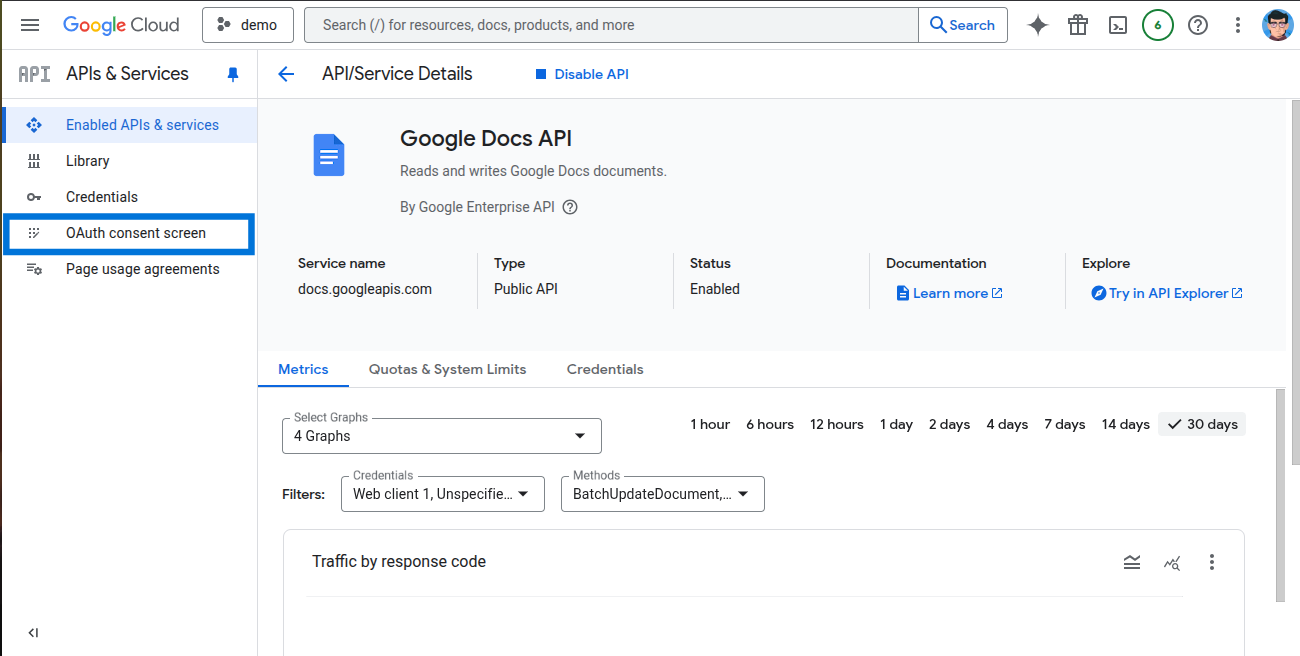 Google Cloud
demo
Search (/) for resources, docs, products, and more
Search
6
API APIs & Services
API/Service Details
Disable API
Enabled APIs & services
Library
Credentials
OAuth consent screen
Page usage agreements
Google Docs API
Reads and writes Google Docs documents.
By Google Enterprise API
Service name
docs.googleapis.com
Type
Public API
Status
Enabled
Documentation
Learn more
Explore
Try in API Explorer
Metrics Quotas & System Limits Credentials
Select Graphs
4 Graphs
1 hour 6 hours 12 hours 1 day 2 days 4 days 7 days 14 days 30 days
Filters:
Credentials
Web client 1, Unspecifie...
Methods
BatchUpdateDocument,...
Traffic by response code